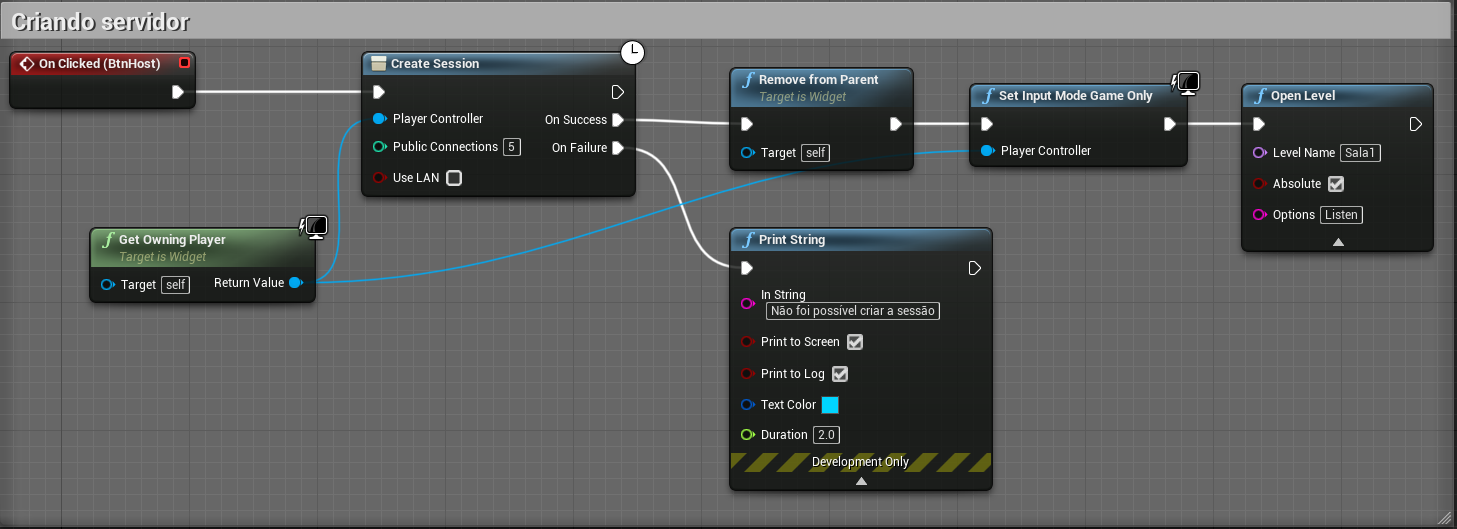 Criando servidor
On Clicked (BtnHost)
Create Session
Player Controller
On Success
Public Connections 5
On Failure
Use LAN
Get Owning Player
Target is Widget
Target self
Return Value
Remove from Parent
Target is Widget
Target self
Set Input Mode Game Only
Player Controller
Open Level
Level Name Sala1
Absolute
Options Listen
Print String
In String
Não foi possível criar a sessão
Print to Screen
Print to Log
Text Color
Duration 2.0
Development Only